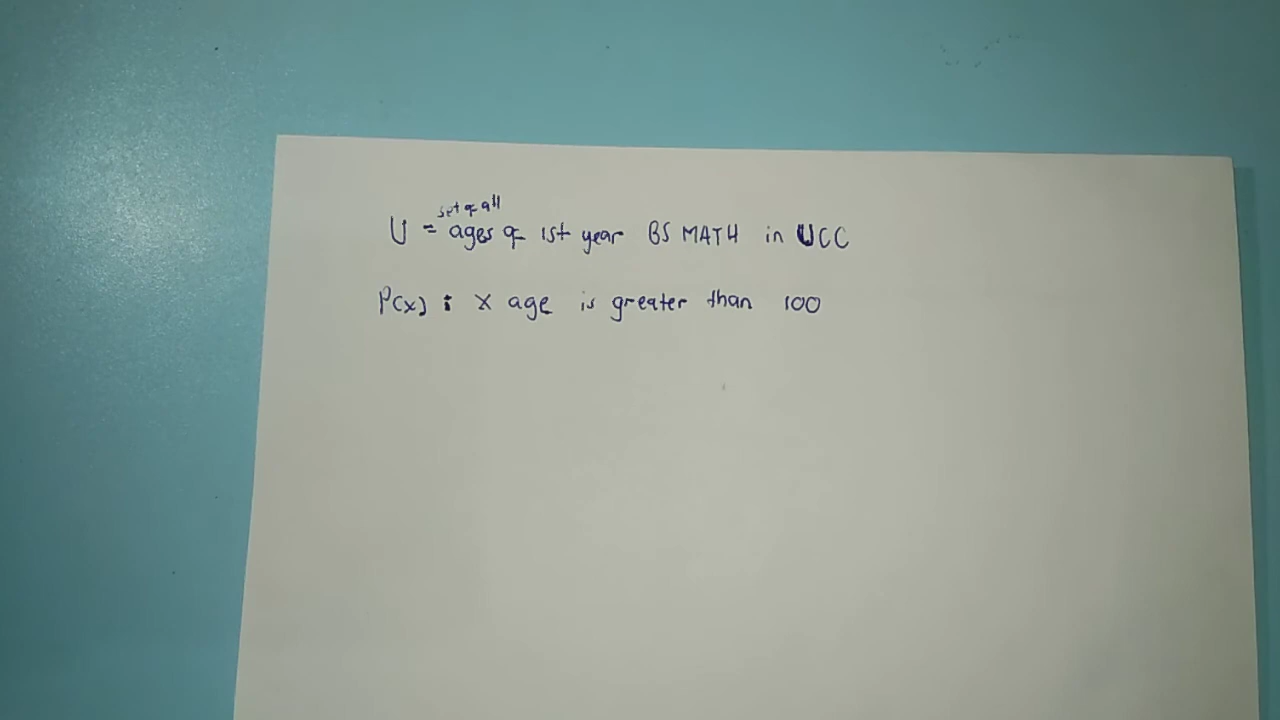 set of all
U = ages of 1st year BS MATH in UCC
P(x) : x age is greater than 100